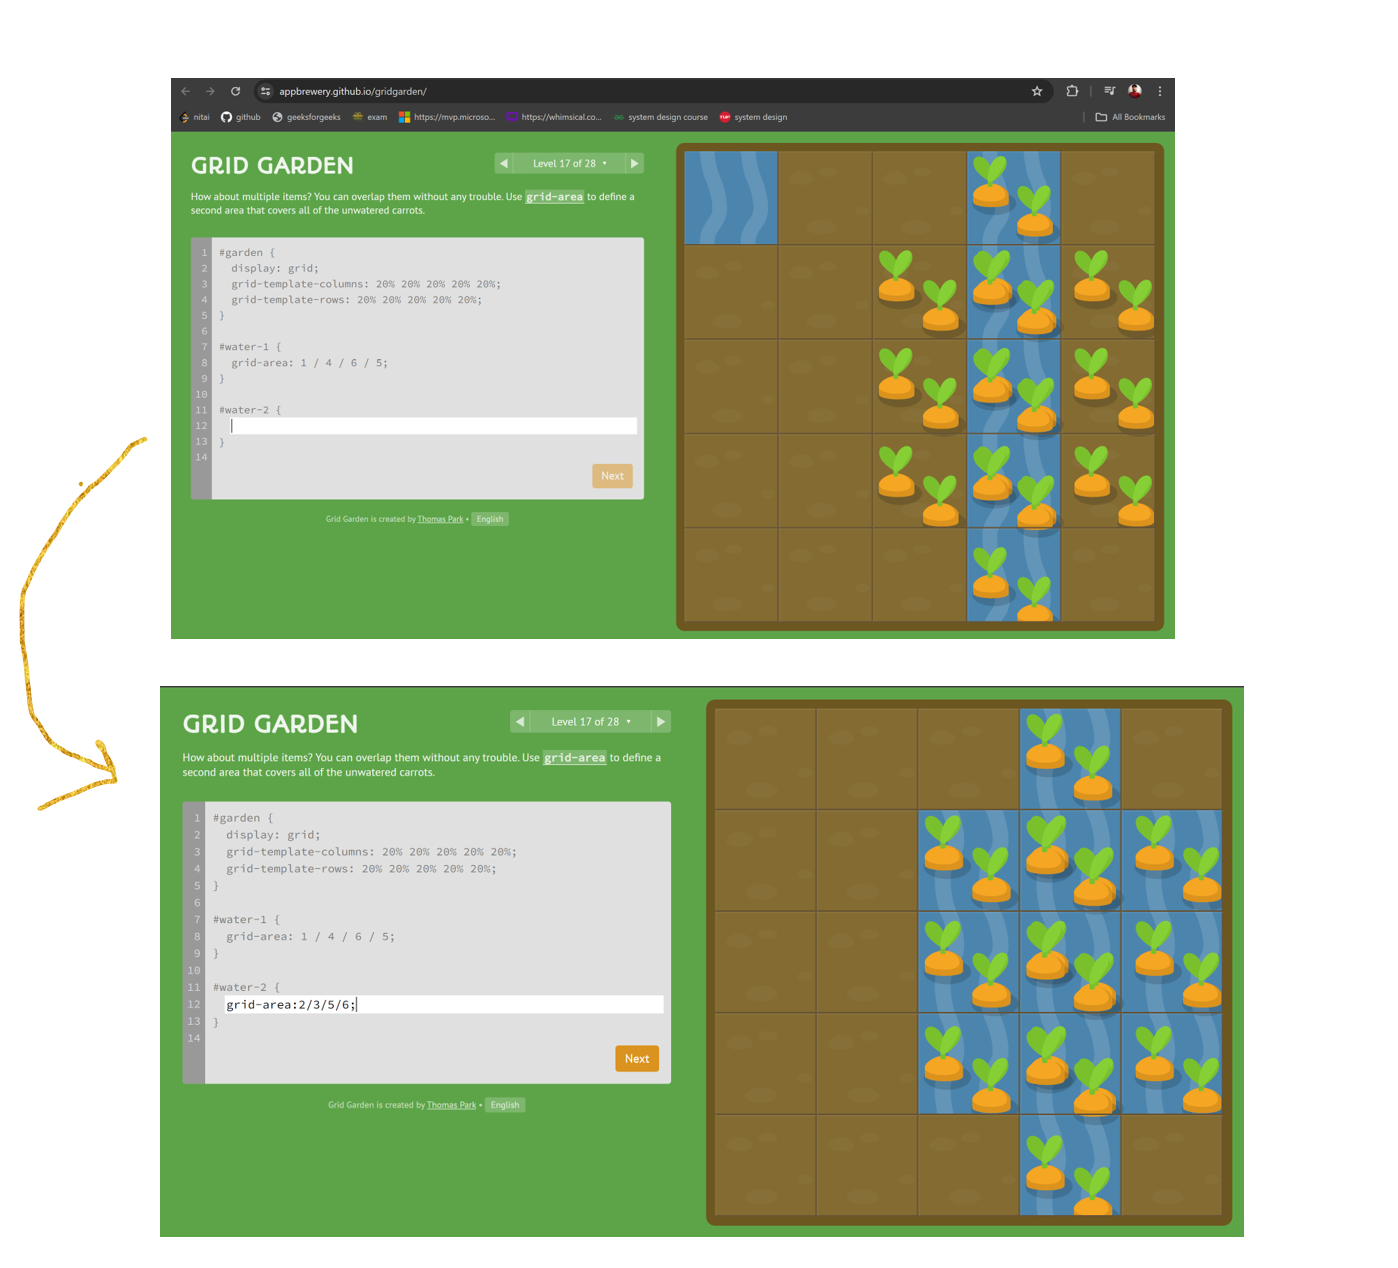 appbrewery.github.io/gridgarden/
nitai github geeksforgeeks exam https://mvp.microso... https://whimsical.co... system design course system design All Bookmarks
GRID GARDEN
Level 17 of 28
How about multiple items? You can overlap them without any trouble. Use grid-area to define a
second area that covers all of the unwatered carrots.
1 #garden {
2 display: grid;
3 grid-template-columns: 20% 20% 20% 20% 20%;
4 grid-template-rows: 20% 20% 20% 20% 20%;
5 }
6
7 #water-1 {
8 grid-area: 1 / 4 / 6 / 5;
9 }
10
11 #water-2 {
12
13 }
14
Next
Grid Garden is created by Thomas Park • English
GRID GARDEN
Level 17 of 28
How about multiple items? You can overlap them without any trouble. Use grid-area to define a
second area that covers all of the unwatered carrots.
1 #garden {
2 display: grid;
3 grid-template-columns: 20% 20% 20% 20% 20%;
4 grid-template-rows: 20% 20% 20% 20% 20%;
5 }
6
7 #water-1 {
8 grid-area: 1 / 4 / 6 / 5;
9 }
10
11 #water-2 {
12 grid-area:2/3/5/6;
13 }
14
Next
Grid Garden is created by Thomas Park • English